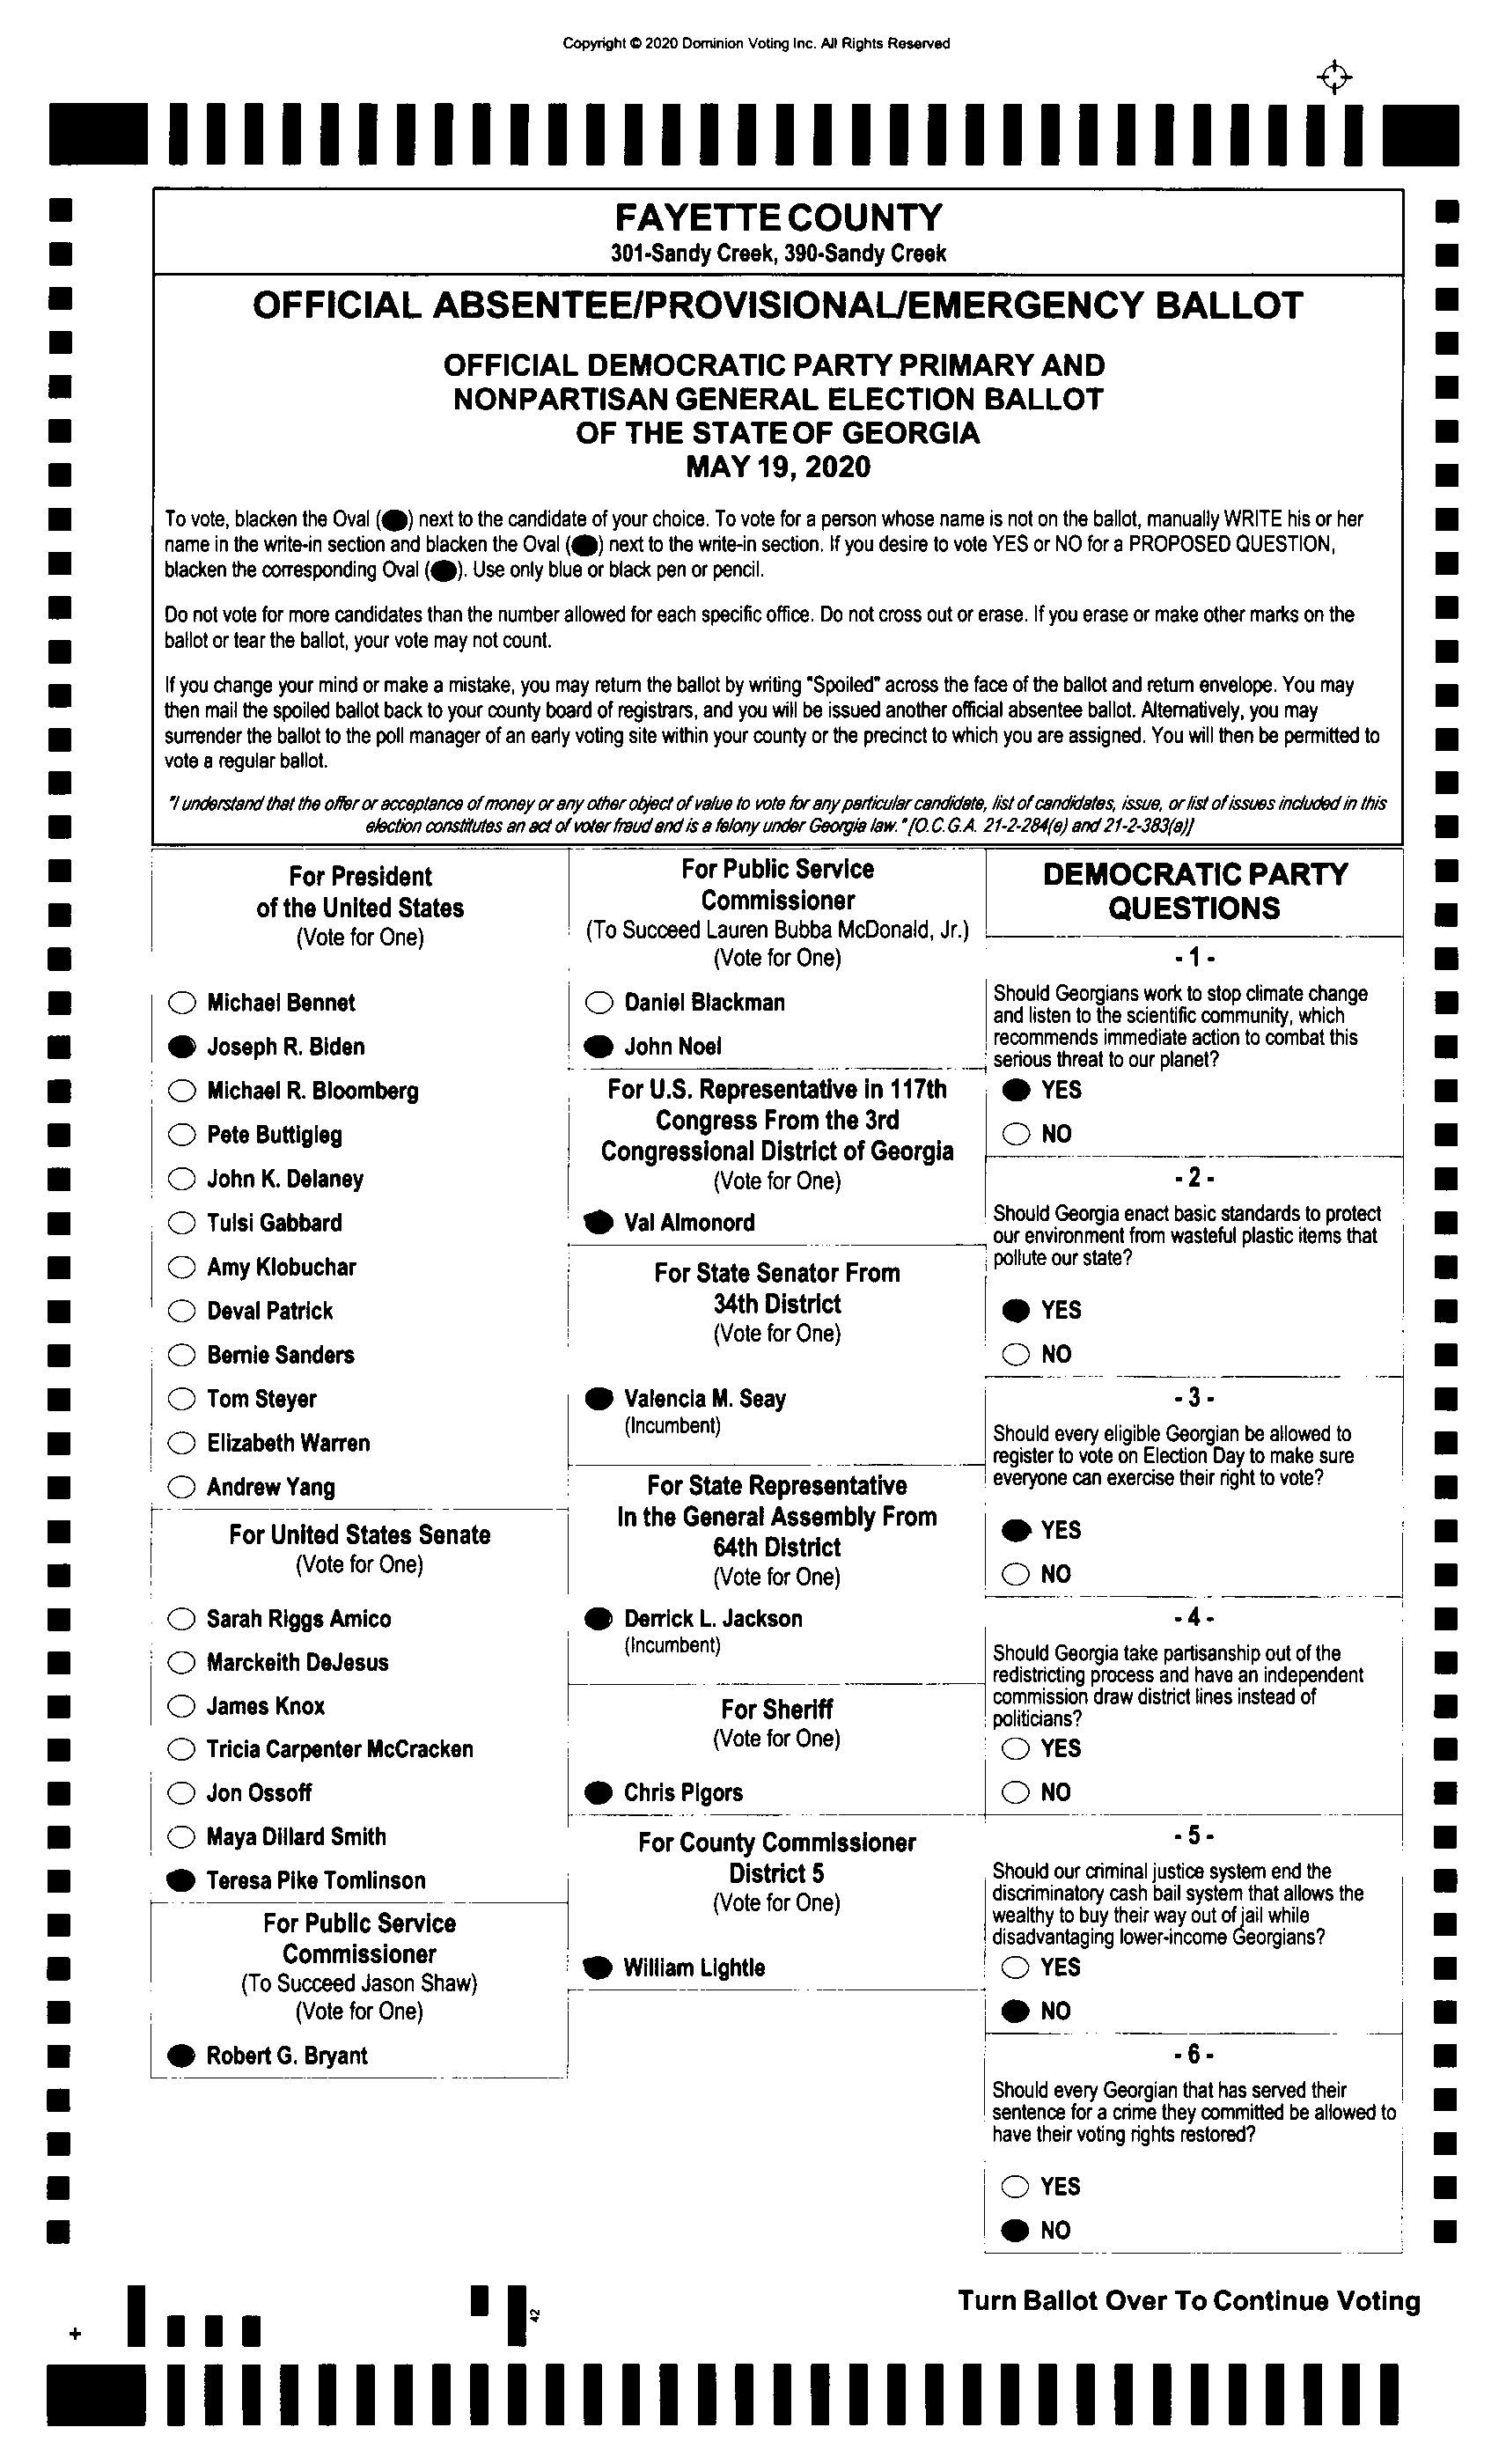 Copyright © 2020 Dominion Voting Inc. All Rights Reserved
FAYETTE COUNTY
301-Sandy Creek, 390-Sandy Creek
OFFICIAL ABSENTEE/PROVISIONAL/EMERGENCY BALLOT
OFFICIAL DEMOCRATIC PARTY PRIMARY AND
NONPARTISAN GENERAL ELECTION BALLOT
OF THE STATE OF GEORGIA
MAY 19, 2020
To vote, blacken the Oval ( ) next to the candidate of your choice. To vote for a person whose name is not on the ballot, manually WRITE his or her
name in the write-in section and blacken the Oval ( ) next to the write-in section. If you desire to vote YES or NO for a PROPOSED QUESTION,
blacken the corresponding Oval ( ). Use only blue or black pen or pencil.
Do not vote for more candidates than the number allowed for each specific office. Do not cross out or erase. If you erase or make other marks on the
ballot or tear the ballot, your vote may not count.
If you change your mind or make a mistake, you may return the ballot by writing "Spoiled" across the face of the ballot and return envelope. You may
then mail the spoiled ballot back to your county board of registrars, and you will be issued another official absentee ballot. Alternatively, you may
surrender the ballot to the poll manager of an early voting site within your county or the precinct to which you are assigned. You will then be permitted to
vote a regular ballot.
"I understand that the offer or acceptance of money or any other object of value to vote for any particular candidate, list of candidates, issue, or list of issues included in this
election constitutes an act of voter fraud and is a felony under Georgia law." [O.C.G.A. 21-2-284(e) and 21-2-383(a)]
For President
of the United States
(Vote for One)
Michael Bennet
Joseph R. Biden
Michael R. Bloomberg
Pete Buttigieg
John K. Delaney
Tulsi Gabbard
Amy Klobuchar
Deval Patrick
Bernie Sanders
Tom Steyer
Elizabeth Warren
Andrew Yang
For United States Senate
(Vote for One)
Sarah Riggs Amico
Marckeith DeJesus
James Knox
Tricia Carpenter McCracken
Jon Ossoff
Maya Dillard Smith
Teresa Pike Tomlinson
For Public Service
Commissioner
(To Succeed Jason Shaw)
(Vote for One)
Robert G. Bryant
For Public Service
Commissioner
(To Succeed Lauren Bubba McDonald, Jr.)
(Vote for One)
Daniel Blackman
John Noel
For U.S. Representative in 117th
Congress From the 3rd
Congressional District of Georgia
(Vote for One)
Val Almonord
For State Senator From
34th District
(Vote for One)
Valencia M. Seay
(Incumbent)
For State Representative
In the General Assembly From
64th District
(Vote for One)
Derrick L. Jackson
(Incumbent)
For Sheriff
(Vote for One)
Chris Pigors
For County Commissioner
District 5
(Vote for One)
William Lightle
DEMOCRATIC PARTY
QUESTIONS
- 1 -
Should Georgians work to stop climate change
and listen to the scientific community, which
recommends immediate action to combat this
serious threat to our planet?
YES
NO
- 2 -
Should Georgia enact basic standards to protect
our environment from wasteful plastic items that
pollute our state?
YES
NO
- 3 -
Should every eligible Georgian be allowed to
register to vote on Election Day to make sure
everyone can exercise their right to vote?
YES
NO
- 4 -
Should Georgia take partisanship out of the
redistricting process and have an independent
commission draw district lines instead of
politicians?
YES
NO
- 5 -
Should our criminal justice system end the
discriminatory cash bail system that allows the
wealthy to buy their way out of jail while
disadvantaging lower-income Georgians?
YES
NO
- 6 -
Should every Georgian that has served their
sentence for a crime they committed be allowed to
have their voting rights restored?
YES
NO
Turn Ballot Over To Continue Voting
42
+